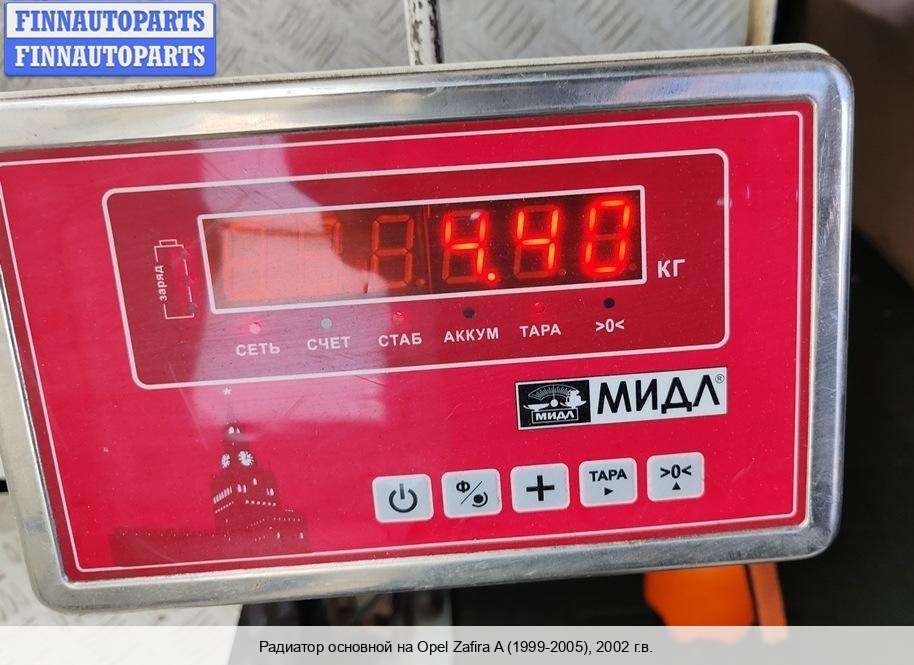 FINNAUTOPARTS
FINNAUTOPARTS
заряд
4.40
КГ
СЕТЬ СЧЕТ СТАБ АККУМ ТАРА >0<
МИДЛ МИДЛ®
Ф ТАРА >0<
Радиатор основной на Opel Zafira A (1999-2005), 2002 г.в.